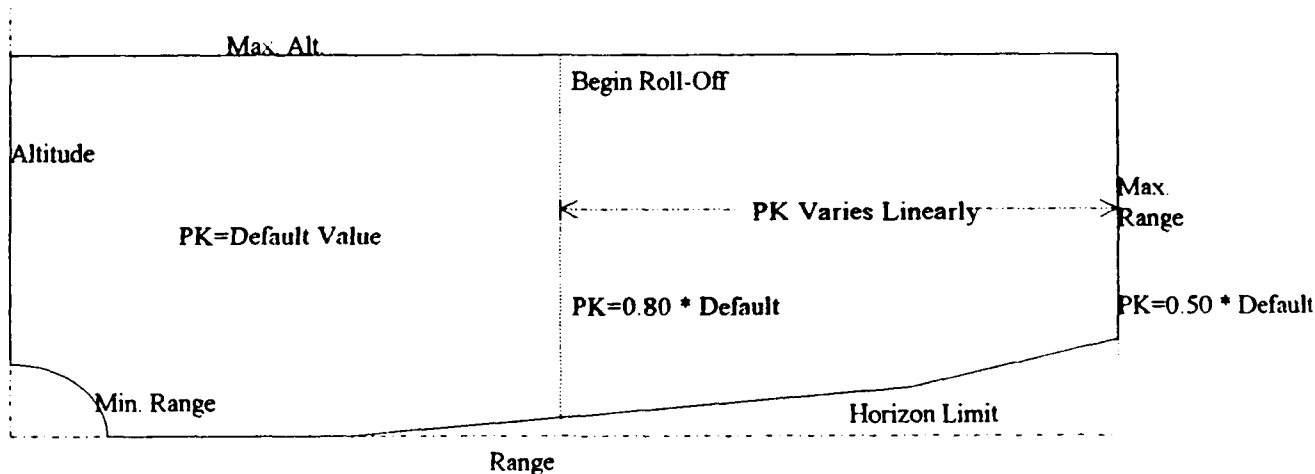 Max. Alt.
Begin Roll-Off
Altitude
Max.
Range
PK Varies Linearly
PK=Default Value
PK=0.80 * Default
PK=0.50 * Default
Min. Range
Horizon Limit
Range